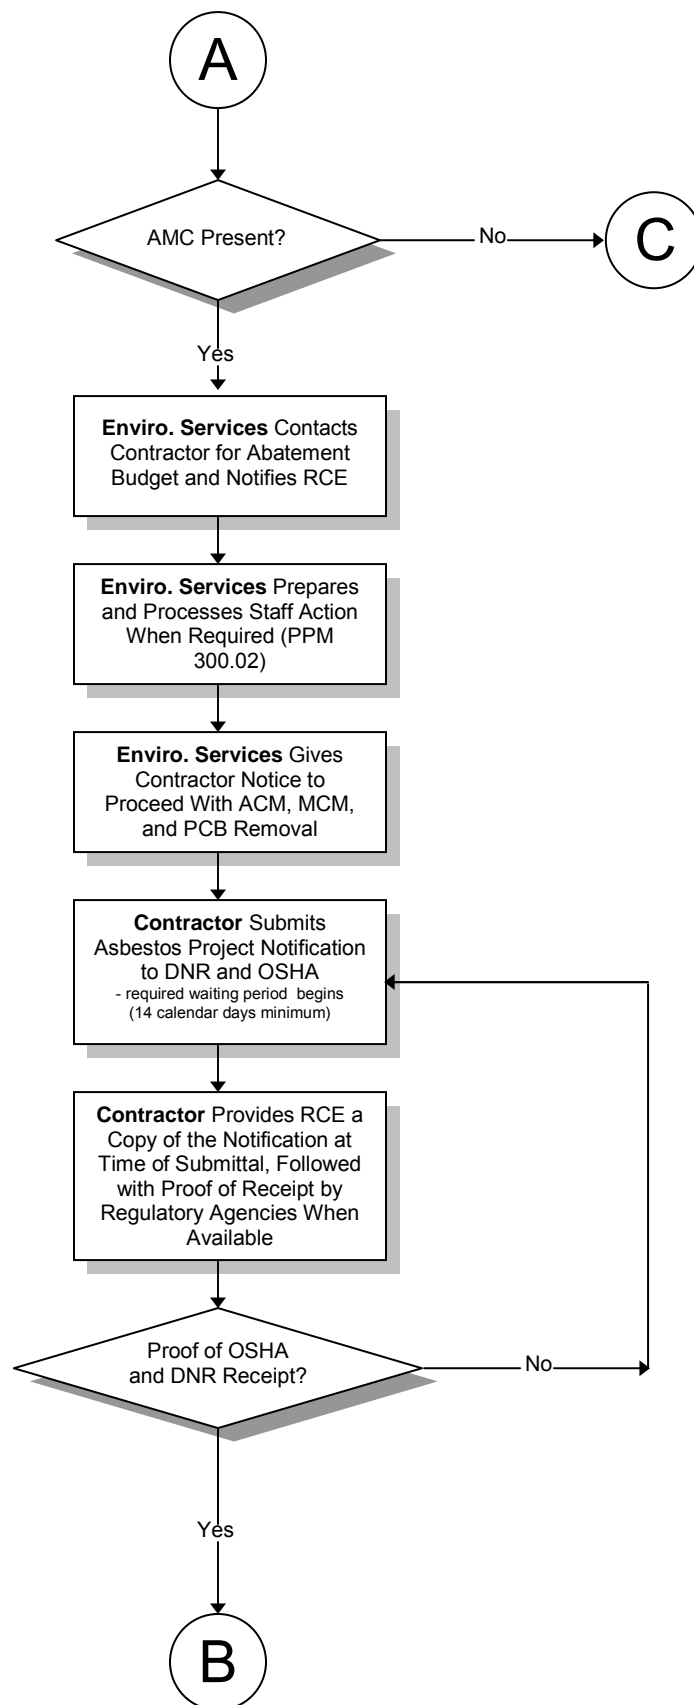 A
AMC Present?
No
C
Yes
Enviro. Services Contacts
Contractor for Abatement
Budget and Notifies RCE
Enviro. Services Prepares
and Processes Staff Action
When Required (PPM
300.02)
Enviro. Services Gives
Contractor Notice to
Proceed With ACM, MCM,
and PCB Removal
Contractor Submits
Asbestos Project Notification
to DNR and OSHA
- required waiting period begins
(14 calendar days minimum)
Contractor Provides RCE a
Copy of the Notification at
Time of Submittal, Followed
with Proof of Receipt by
Regulatory Agencies When
Available
Proof of OSHA
and DNR Receipt?
No
Yes
B